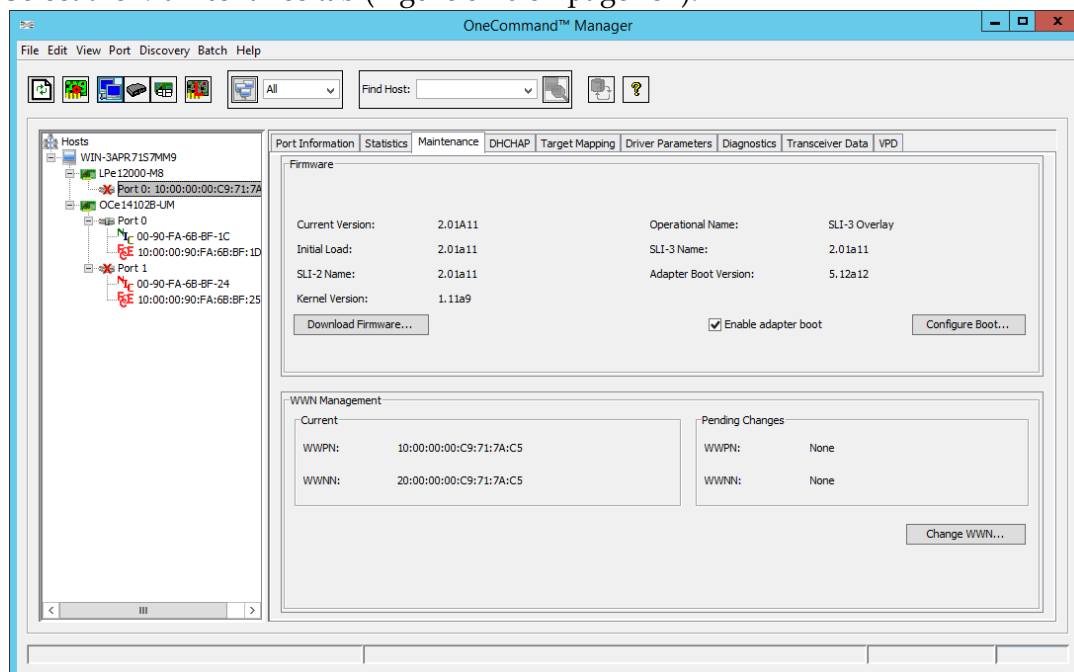 OneCommand™ Manager
File Edit View Port Discovery Batch Help
All Find Host:
Hosts
WIN-3APR71S7MM9
LPe12000-M8
Port 0: 10:00:00:00:C9:71:7A
OCe14102B-UM
Port 0
NIC 00-90-FA-6B-BF-1C
FCoE 10:00:00:90:FA:6B:BF:1D
Port 1
NIC 00-90-FA-6B-BF-24
FCoE 10:00:00:90:FA:6B:BF:25
Port Information Statistics Maintenance DHCHAP Target Mapping Driver Parameters Diagnostics Transceiver Data VPD
Firmware
Current Version: 2.01A11 Operational Name: SLI-3 Overlay
Initial Load: 2.01a11 SLI-3 Name: 2.01a11
SLI-2 Name: 2.01a11 Adapter Boot Version: 5.12a12
Kernel Version: 1.11a9
Download Firmware... Enable adapter boot Configure Boot...
WWN Management
Current Pending Changes
WWPN: 10:00:00:00:C9:71:7A:C5 WWPN: None
WWNN: 20:00:00:00:C9:71:7A:C5 WWNN: None
Change WWN...